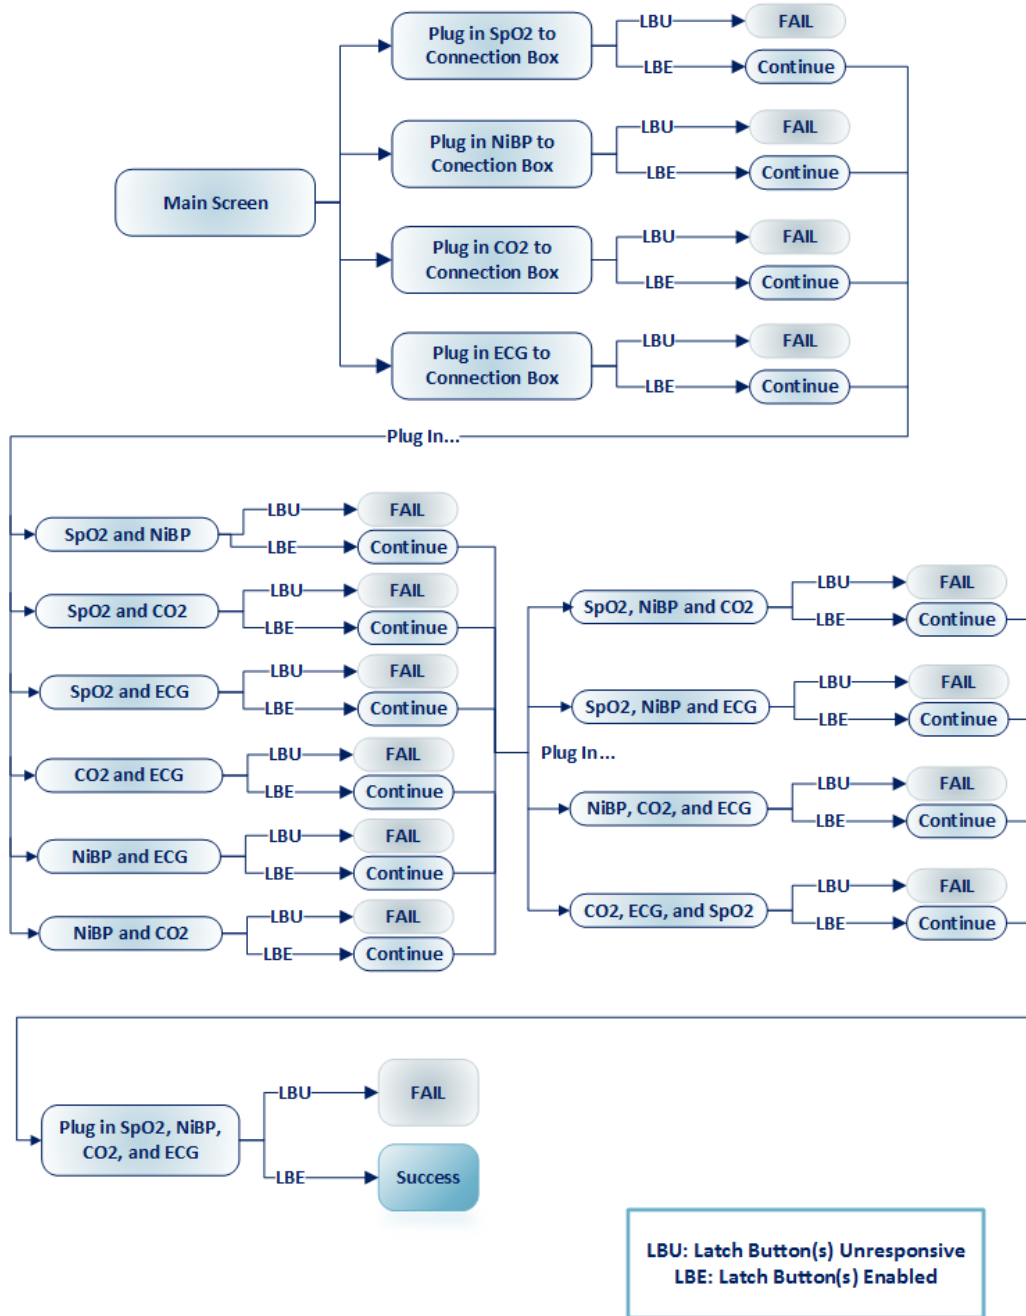 Plug in SpO2 to
Connection Box
LBU
FAIL
LBE
Continue
Plug in NiBP to
Conection Box
LBU
FAIL
LBE
Continue
Main Screen
Plug in CO2 to
Connection Box
LBU
FAIL
LBE
Continue
Plug in ECG to
Connection Box
LBU
FAIL
LBE
Continue
Plug In...
SpO2 and NiBP
LBU
FAIL
LBE
Continue
SpO2 and CO2
LBU
FAIL
LBE
Continue
SpO2 and ECG
LBU
FAIL
LBE
Continue
CO2 and ECG
LBU
FAIL
LBE
Continue
NiBP and ECG
LBU
FAIL
LBE
Continue
NiBP and CO2
LBU
FAIL
LBE
Continue
Plug In...
SpO2, NiBP and CO2
LBU
FAIL
LBE
Continue
SpO2, NiBP and ECG
LBU
FAIL
LBE
Continue
NiBP, CO2, and ECG
LBU
FAIL
LBE
Continue
CO2, ECG, and SpO2
LBU
FAIL
LBE
Continue
Plug in SpO2, NiBP,
CO2, and ECG
LBU
FAIL
LBE
Success
LBU: Latch Button(s) Unresponsive
LBE: Latch Button(s) Enabled